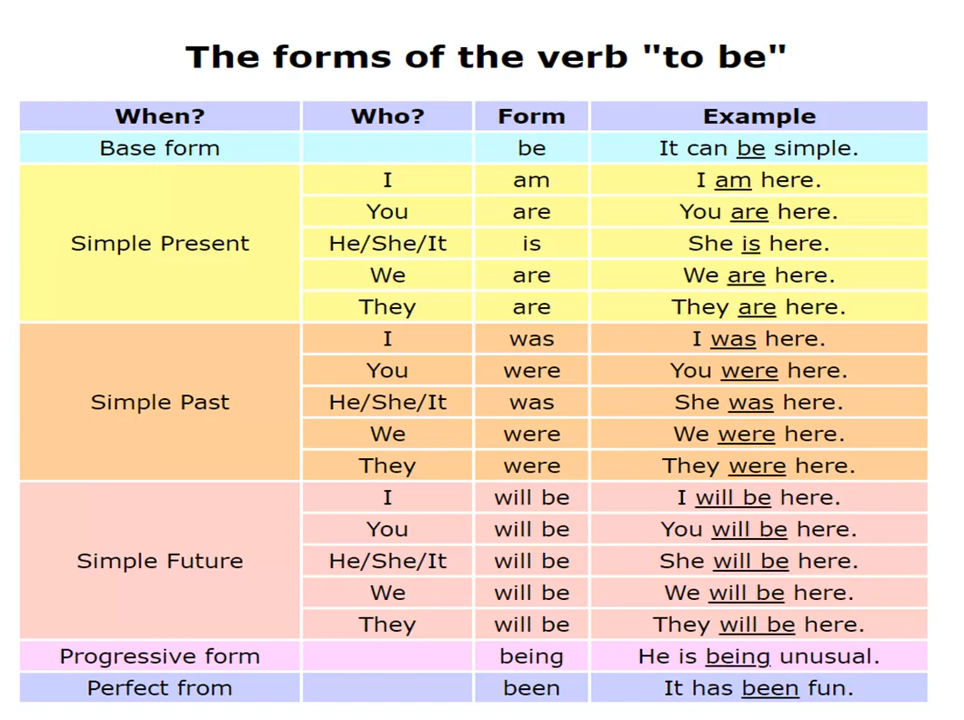 The forms of the verb "to be"
When? Who? Form Example
Base form be It can be simple.
I am I am here.
You are You are here.
Simple Present He/She/It is She is here.
We are We are here.
They are They are here.
I was I was here.
You were You were here.
Simple Past He/She/It was She was here.
We were We were here.
They were They were here.
I will be I will be here.
You will be You will be here.
Simple Future He/She/It will be She will be here.
We will be We will be here.
They will be They will be here.
Progressive form being He is being unusual.
Perfect from been It has been fun.